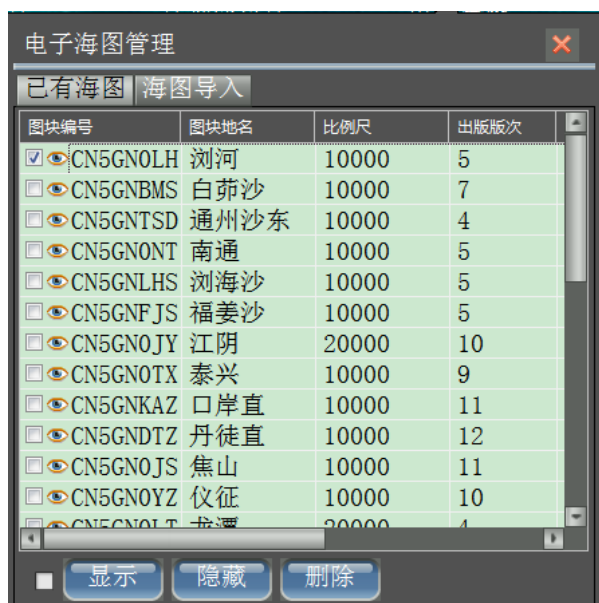 电子海图管理
已有海图 海图导入
图块编号 图块地名 比例尺 出版版次
CN5GN0LH 浏河 10000 5
CN5GNBMS 白茆沙 10000 7
CN5GNTSD 通州沙东 10000 4
CN5GN0NT 南通 10000 5
CN5GNLHS 浏海沙 10000 5
CN5GNFJS 福姜沙 10000 5
CN5GN0JY 江阴 20000 10
CN5GN0TX 泰兴 10000 9
CN5GNKAZ 口岸直 10000 11
CN5GNDTZ 丹徒直 10000 12
CN5GN0JS 焦山 10000 11
CN5GN0YZ 仪征 10000 10
CN5GN0LT 龙潭 20000 4
显示 隐藏 删除